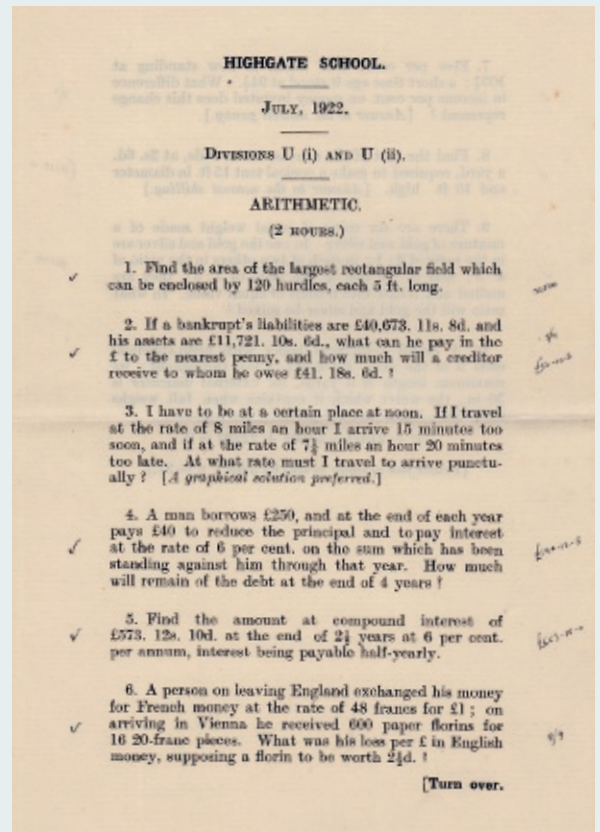 HIGHGATE SCHOOL.
JULY, 1922.
DIVISIONS U (i) AND U (ii).
ARITHMETIC.
(2 HOURS.)
1. Find the area of the largest rectangular field which
can be enclosed by 120 hurdles, each 5 ft. long.
2. If a bankrupt's liabilities are £40,673. 11s. 8d. and
his assets are £11,721. 10s. 6d., what can he pay in the
£ to the nearest penny, and how much will a creditor
receive to whom he owes £41. 18s. 6d. ?
3. I have to be at a certain place at noon. If I travel
at the rate of 8 miles an hour I arrive 15 minutes too
soon, and if at the rate of 7½ miles an hour 20 minutes
too late. At what rate must I travel to arrive punctu-
ally ? [A graphical solution preferred.]
4. A man borrows £250, and at the end of each year
pays £40 to reduce the principal and to pay interest
at the rate of 6 per cent. on the sum which has been
standing against him through that year. How much
will remain of the debt at the end of 4 years ?
5. Find the amount at compound interest of
£573. 12s. 10d. at the end of 2½ years at 6 per cent.
per annum, interest being payable half-yearly.
6. A person on leaving England exchanged his money
for French money at the rate of 48 francs for £1 ; on
arriving in Vienna he received 600 paper florins for
16 20-franc pieces. What was his loss per £ in English
money, supposing a florin to be worth 2¼d. ?
[Turn over.